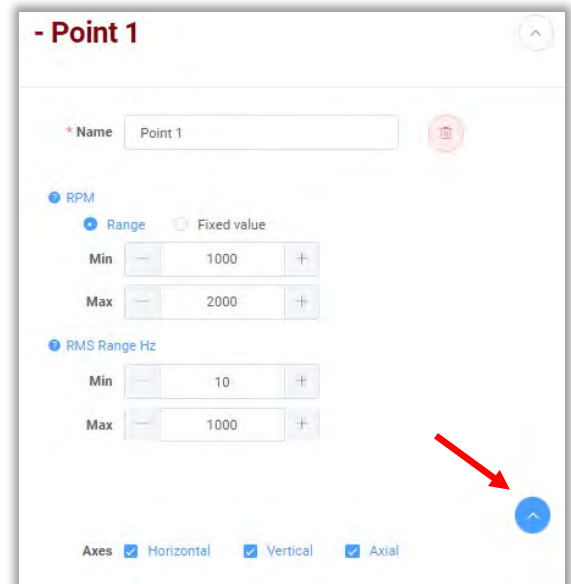 - Point 1
* Name Point 1
RPM
Range Fixed value
Min 1000
Max 2000
RMS Range Hz
Min 10
Max 1000
Axes Horizontal Vertical Axial